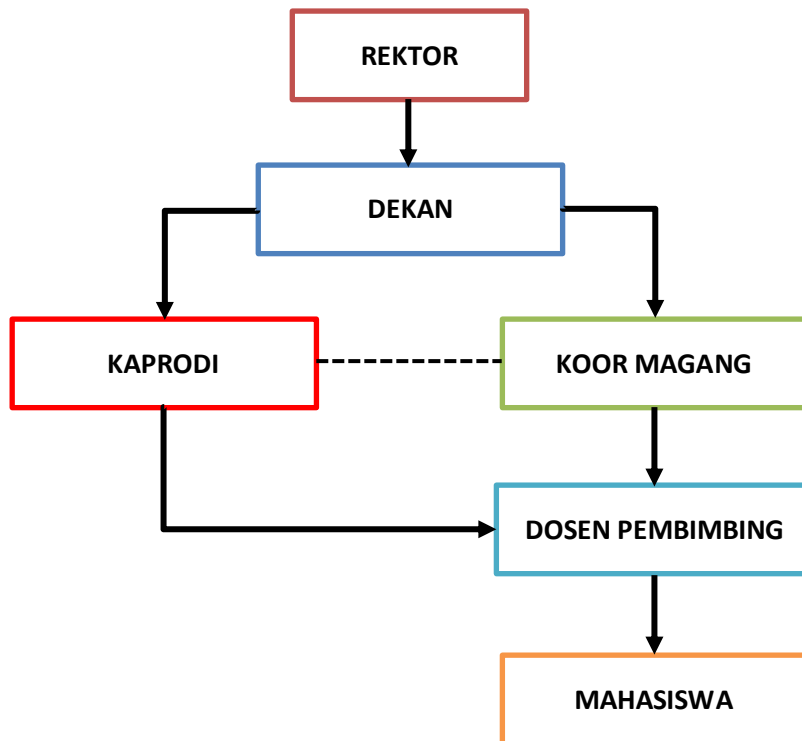 REKTOR
DEKAN
KAPRODI
KOOR MAGANG
DOSEN PEMBIMBING
MAHASISWA